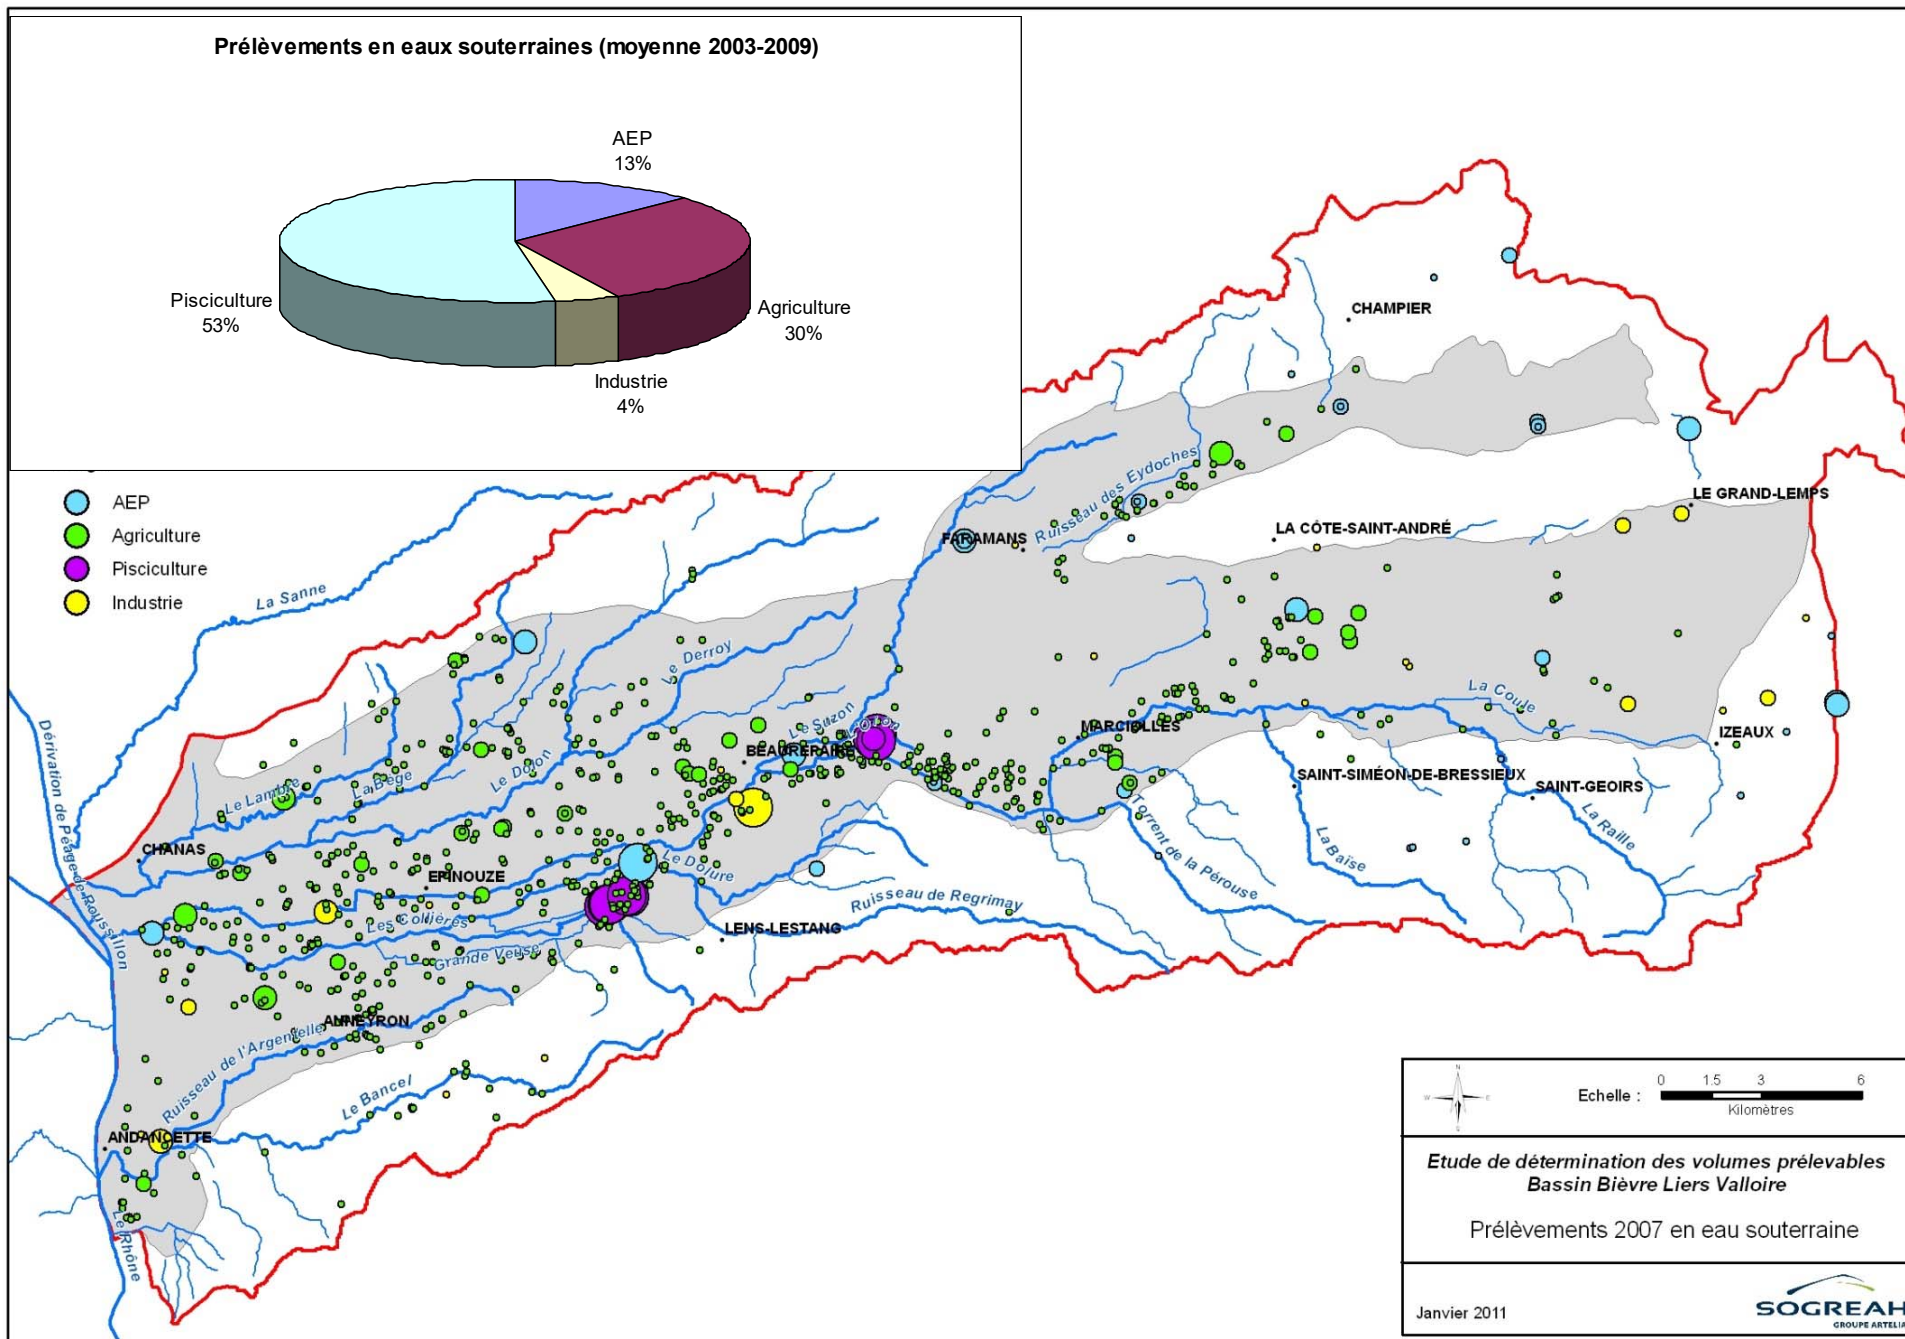 Prélèvements en eaux souterraines (moyenne 2003-2009)
AEP
13%
Pisciculture
53%
Agriculture
30%
Industrie
4%
AEP
Agriculture
Pisciculture
Industrie
CHAMPIER
LE GRAND-LEMPS
LA CÔTE-SAINT-ANDRÉ
FARAMANS
Ruisseau des Eydoches
La Sanne
Le Derroy
La Coule
Le Suzon
L'Oron
MARCIOLLES
IZEAUX
BEAUREPAIRE
Dérivation de Péage de Roussillon
Le Lambre
La Bège
Le Dolon
SAINT-SIMÉON-DE-BRESSIEUX
SAINT-GEOIRS
La Raille
La Baïse
Torrent de la Pérouse
CHANAS
EPINOUZE
Le Dolure
Ruisseau de Regrimay
Les Collières
LENS-LESTANG
Grande Veuse
ANNEYRON
Ruisseau de l'Argentelle
Le Bancel
ANDANCETTE
Le Rhône
N
W
E
S
Echelle :
0 1.5 3 6
Kilomètres
Etude de détermination des volumes prélevables
Bassin Bièvre Liers Valloire
Prélèvements 2007 en eau souterraine
Janvier 2011
SOGREAH
GROUPE ARTELIA